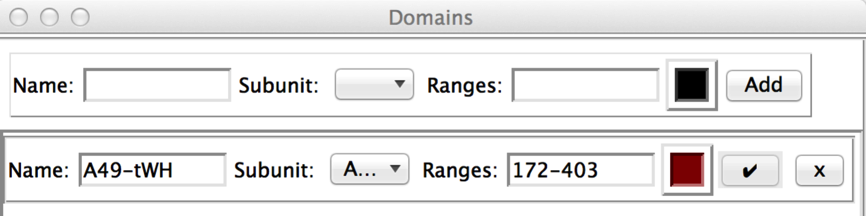 Domains
Name: Subunit: Ranges: Add
Name: A49-tWH Subunit: A... Ranges: 172-403 ✔ x